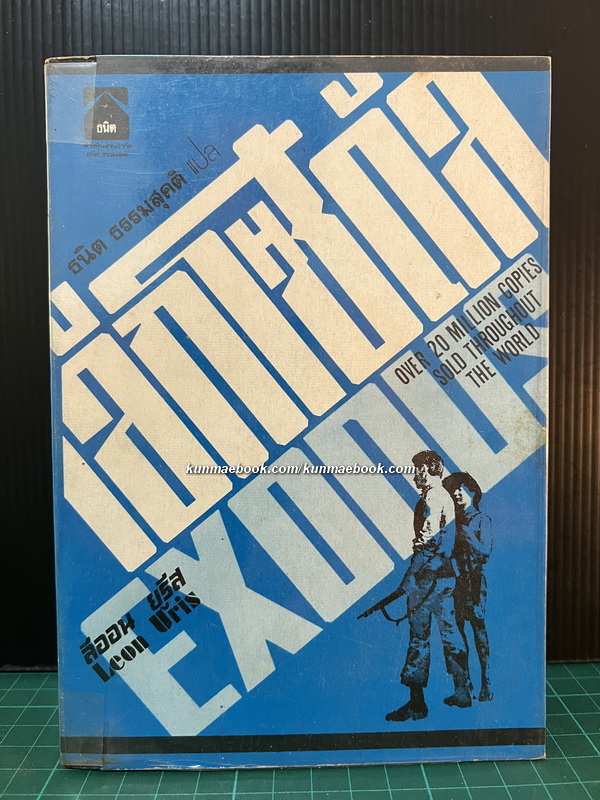 ธนิต
ธนิต ธรรมสุคติ แปล
เอ็กโซดัส
OVER 20 MILLION COPIES
SOLD THROUGHOUT
THE WORLD
EXODUS
kunmaebook.com/kunmaebook.com
ลีออน ยูรีส
Leon Uris